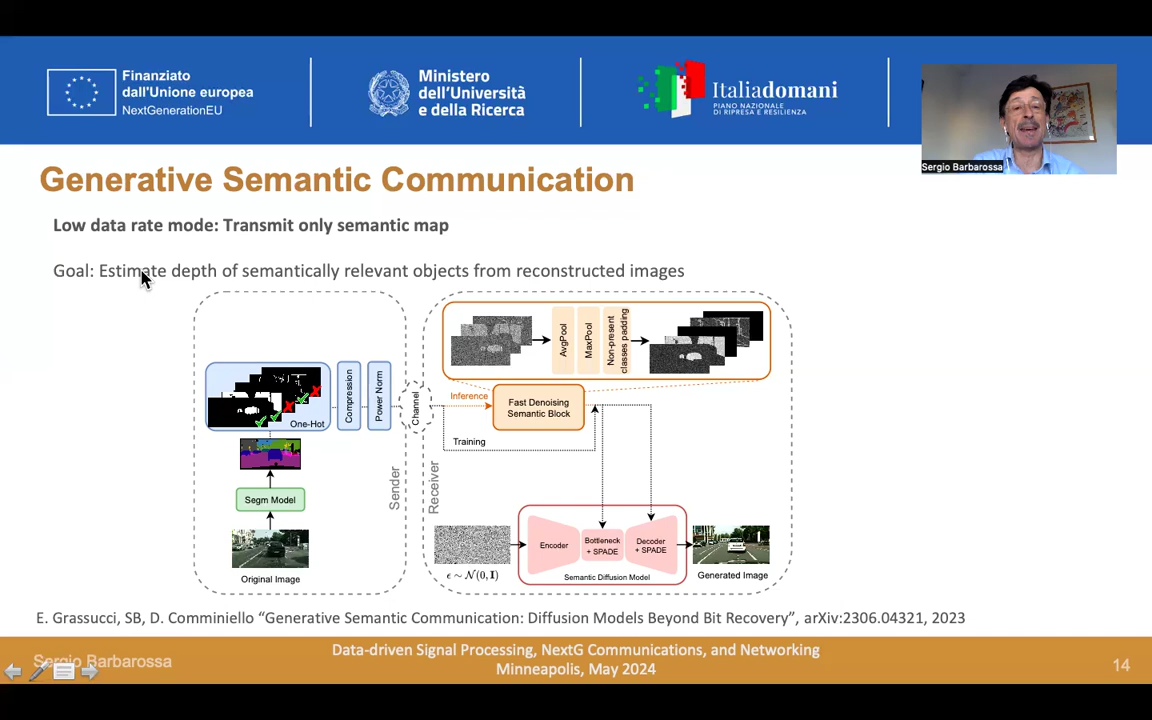 Finanziato
dall'Unione europea
NextGenerationEU
Ministero
dell'Università
e della Ricerca
Italiadomani
PIANO NAZIONALE
DI RIPRESA E RESILIENZA
Sergio Barbarossa
Generative Semantic Communication
Low data rate mode: Transmit only semantic map
Goal: Estimate depth of semantically relevant objects from reconstructed images
AvgPool
MaxPool
Non-present
classes padding
One-Hot
Compression
Power Norm
Channel
Inference
Fast Denoising
Semantic Block
Training
Sender
Receiver
Segm Model
Original Image
Encoder
Bottleneck
+ SPADE
Decoder
+ SPADE
ϵ ∼ 𝒩(0, I)
Semantic Diffusion Model
Generated Image
E. Grassucci, SB, D. Comminiello “Generative Semantic Communication: Diffusion Models Beyond Bit Recovery”, arXiv:2306.04321, 2023
Sergio Barbarossa
Data-driven Signal Processing, NextG Communications, and Networking
Minneapolis, May 2024
14